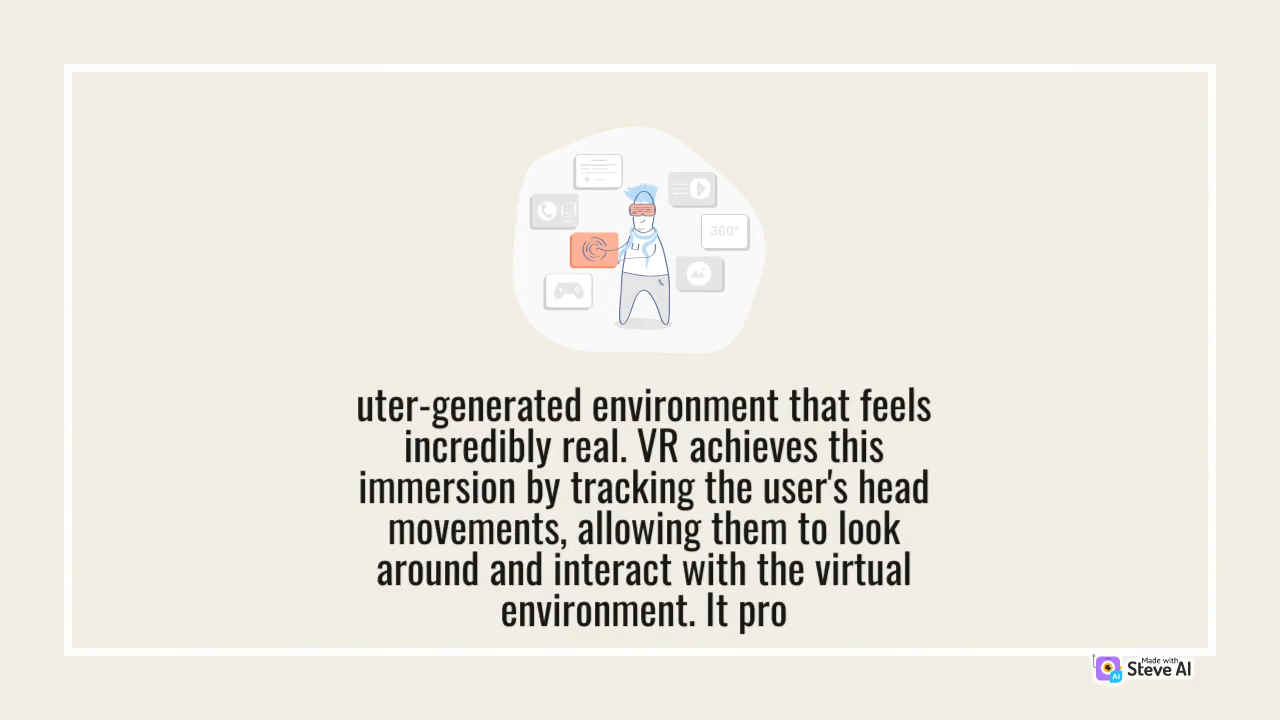 360°
uter-generated environment that feels
incredibly real. VR achieves this
immersion by tracking the user's head
movements, allowing them to look
around and interact with the virtual
environment. It pro
Made with
Steve AI
AI